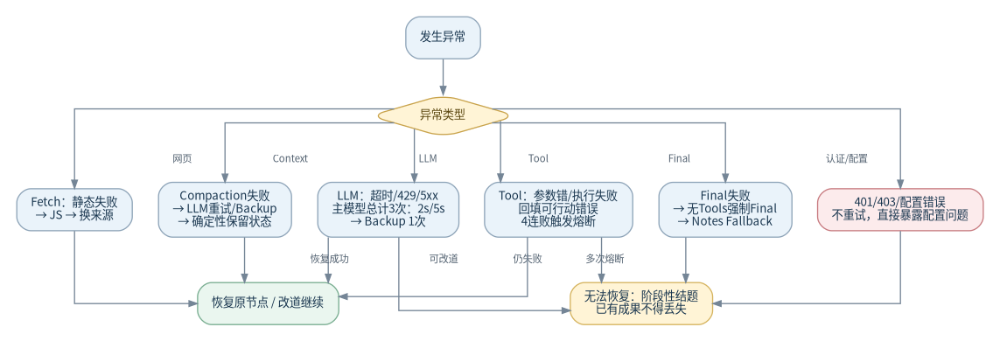 发生异常
异常类型
网页
Context
LLM
Tool
Final
认证/配置
Fetch：静态失败
→ JS → 换来源
Compaction失败
→ LLM重试/Backup
→ 确定性保留状态
LLM：超时/429/5xx
主模型总计3次：2s/5s
→ Backup 1次
Tool：参数错/执行失败
回填可行动错误
4连败触发熔断
Final失败
→ 无Tools强制Final
→ Notes Fallback
401/403/配置错误
不重试，直接暴露配置问题
恢复成功
可改道
仍失败
多次熔断
恢复原节点 / 改道继续
无法恢复：阶段性结题
已有成果不得丢失